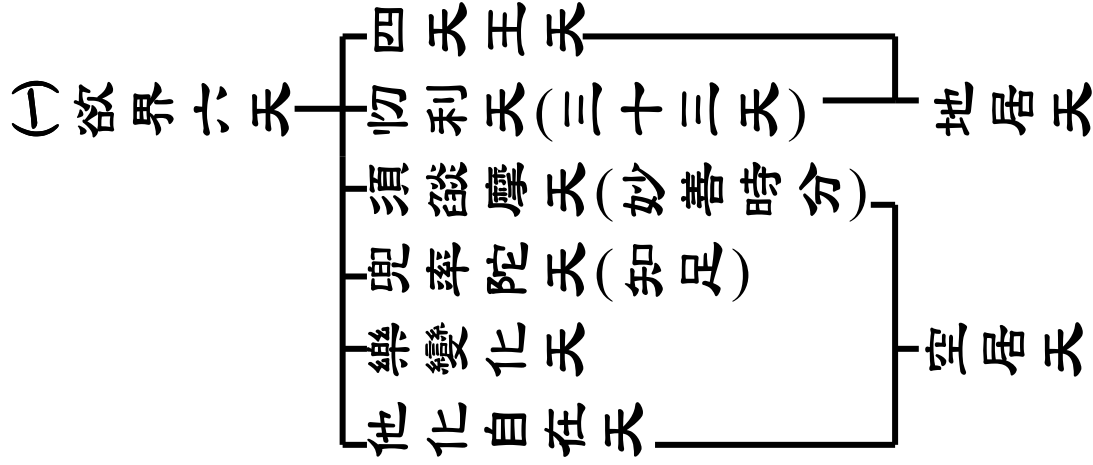 ㈠欲界六天
四天王天
忉利天(三十三天)
須燄摩天(妙善時分)
兜率陀天(知足)
樂變化天
他化自在天
地居天
空居天